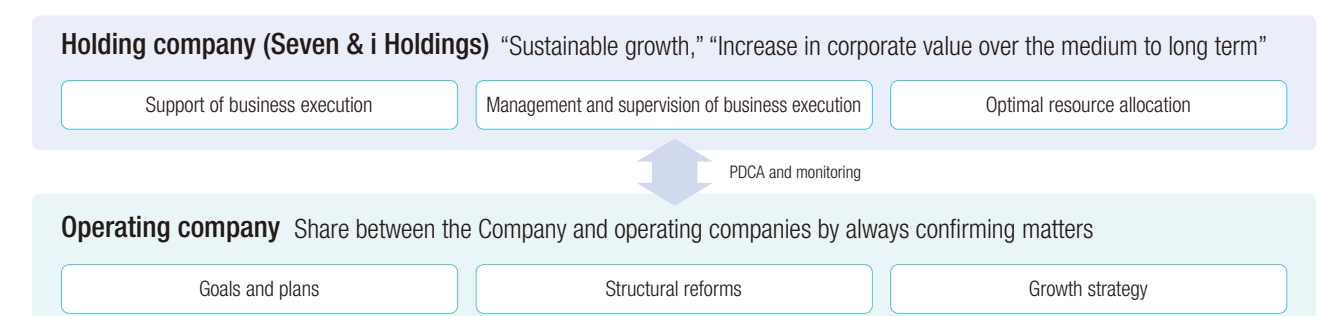 Holding company (Seven & i Holdings) “Sustainable growth,” “Increase in corporate value over the medium to long term”
Support of business execution
Management and supervision of business execution
Optimal resource allocation
PDCA and monitoring
Operating company Share between the Company and operating companies by always confirming matters
Goals and plans
Structural reforms
Growth strategy